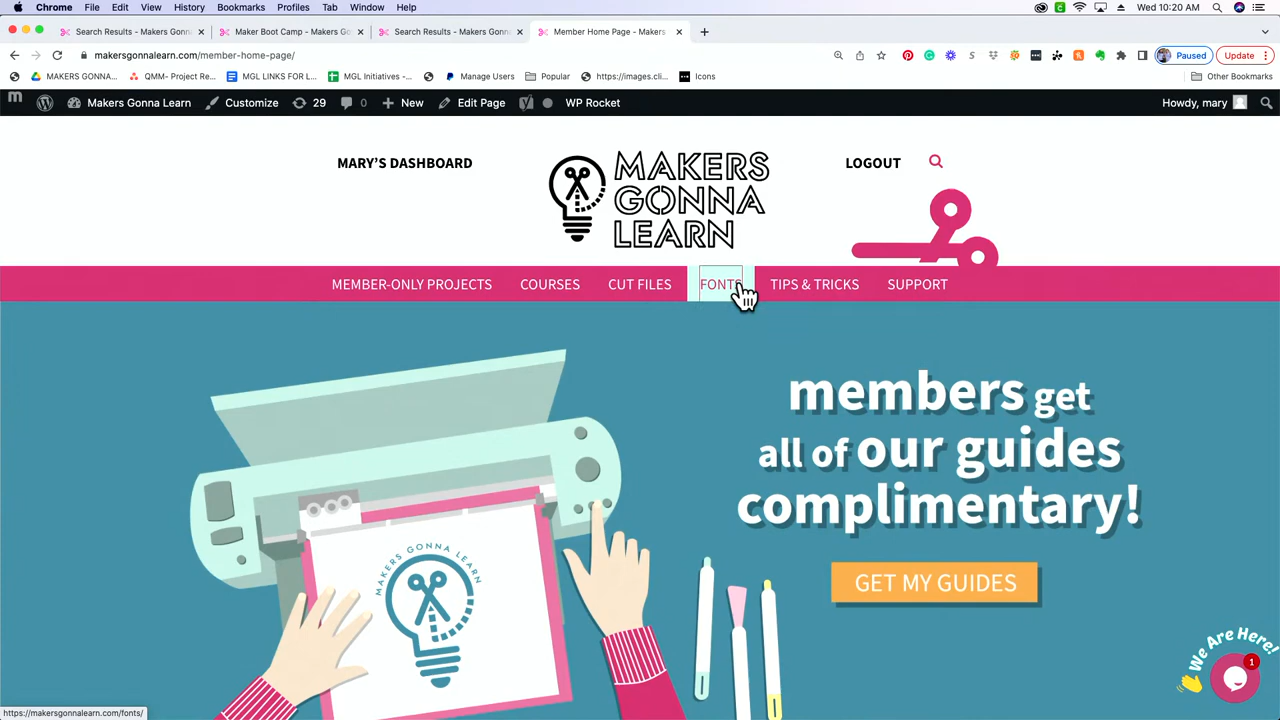 Chrome File Edit View History Bookmarks Profiles Tab Window Help Wed 10:20 AM
Search Results - Makers Gonna Maker Boot Camp - Makers Go Search Results - Makers Gonna Member Home Page - Makers
makersgonnalearn.com/member-home-page/ Paused Update
MAKERS GONNA... QMM- Project Re... MGL LINKS FOR L... MGL Initiatives -... Manage Users Popular https://images.cli... Icons Other Bookmarks
Makers Gonna Learn Customize 29 0 New Edit Page WP Rocket Howdy, mary
MARY'S DASHBOARD
MAKERS
GONNA
LEARN
LOGOUT
MEMBER-ONLY PROJECTS COURSES CUT FILES FONTS TIPS & TRICKS SUPPORT
members get
all of our guides
complimentary!
GET MY GUIDES
MAKERS GONNA LEARN
We Are Here!
1
https://makersgonnalearn.com/fonts/